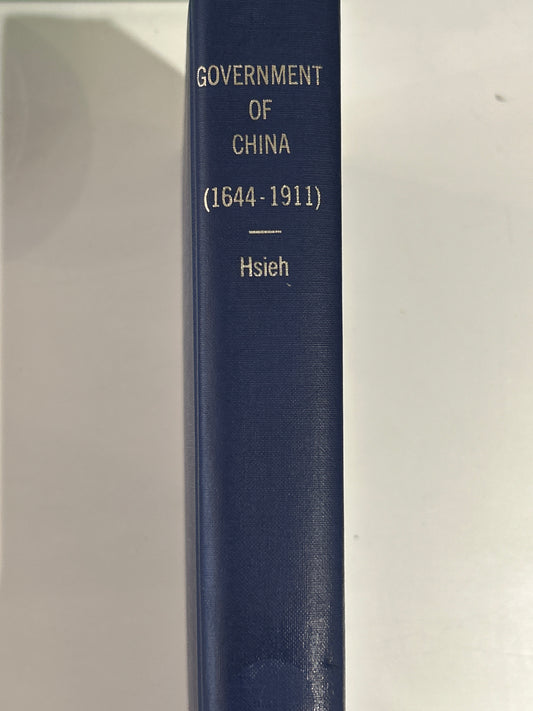 GOVERNMENT
OF
CHINA
(1644-1911)
Hsieh